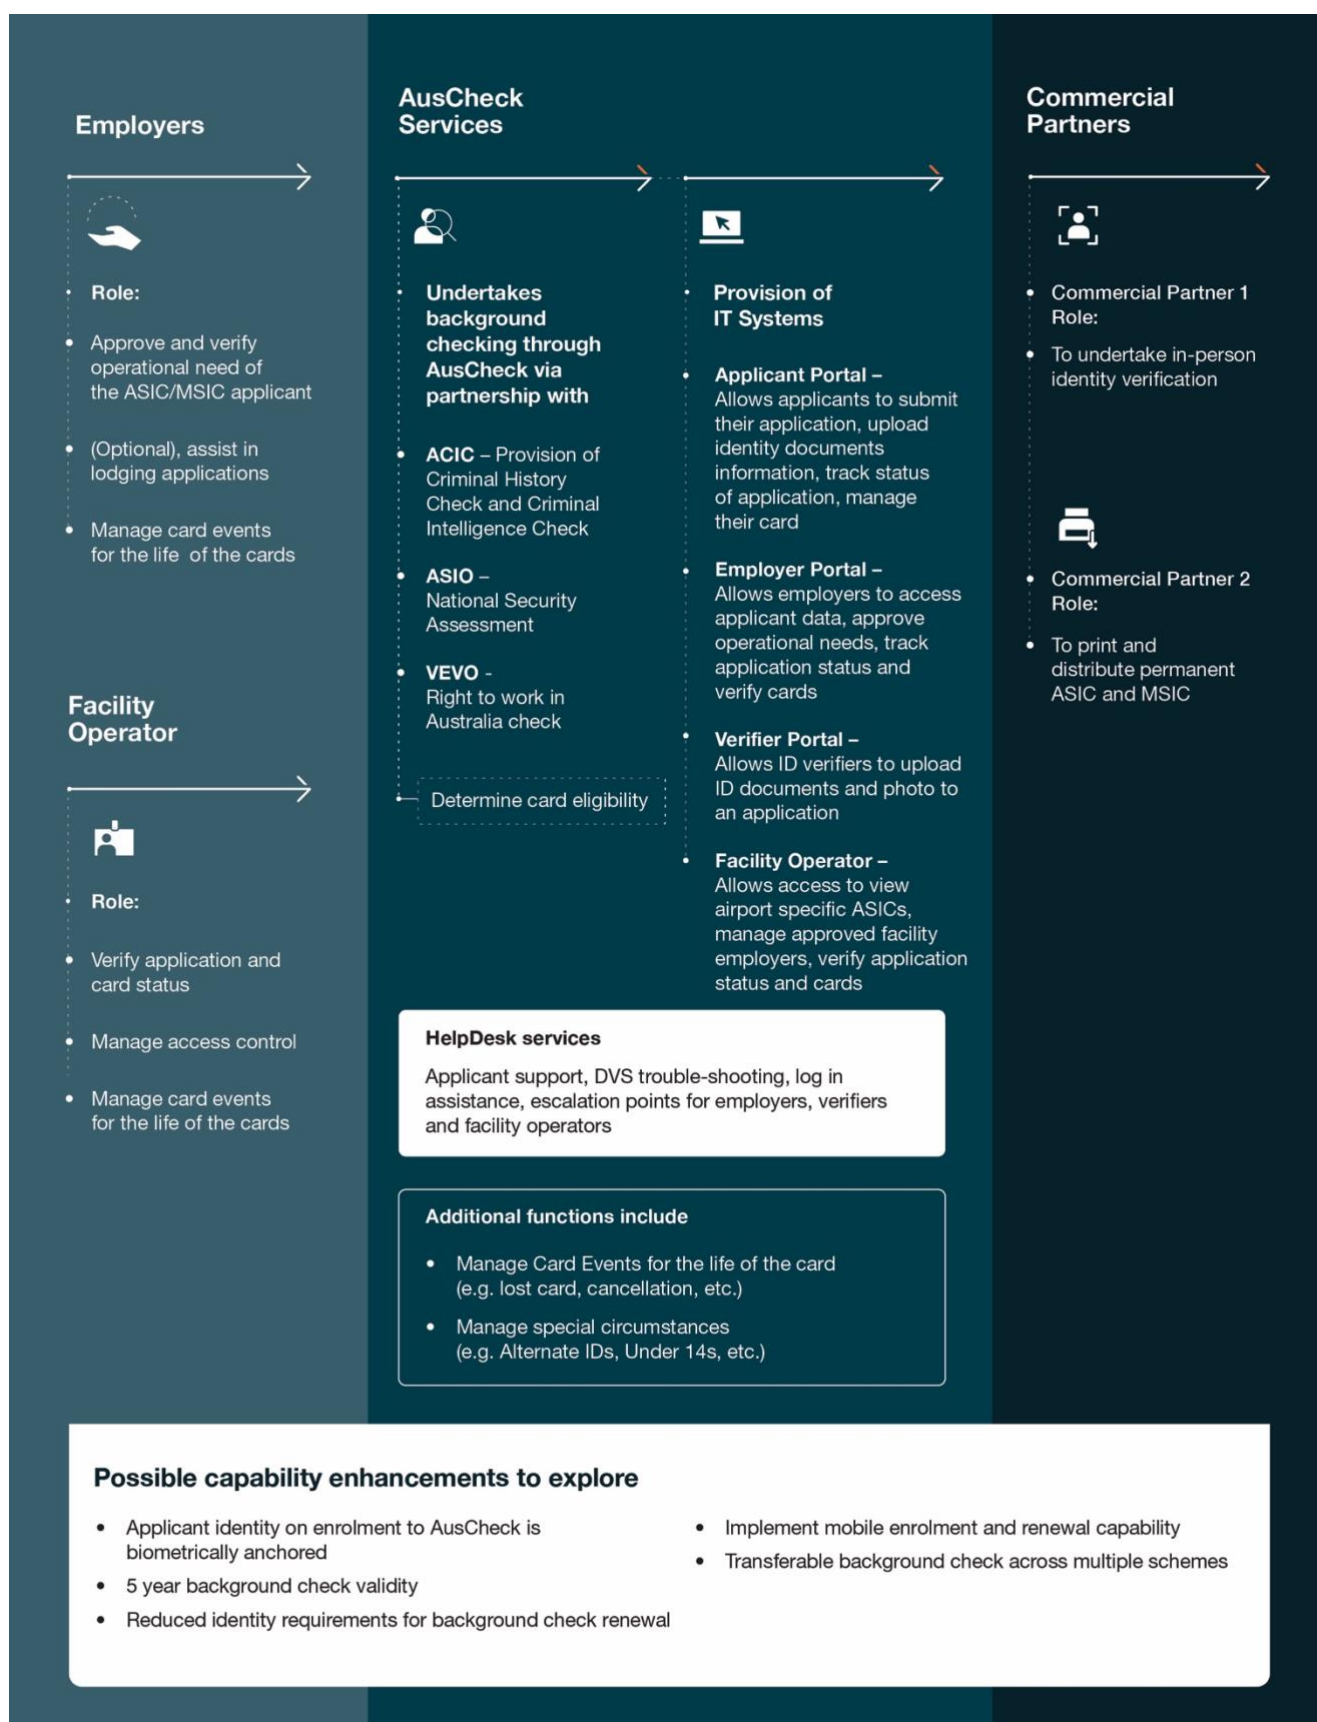 Employers
Role:
Approve and verify
operational need of
the ASIC/MSIC applicant
(Optional), assist in
lodging applications
Manage card events
for the life of the cards
Facility
Operator
Role:
Verify application and
card status
Manage access control
Manage card events
for the life of the cards
AusCheck
Services
Undertakes
background
checking through
AusCheck via
partnership with
ACIC – Provision of
Criminal History
Check and Criminal
Intelligence Check
ASIO –
National Security
Assessment
VEVO -
Right to work in
Australia check
Determine card eligibility
Provision of
IT Systems
Applicant Portal –
Allows applicants to submit
their application, upload
identity documents
information, track status
of application, manage
their card
Employer Portal –
Allows employers to access
applicant data, approve
operational needs, track
application status and
verify cards
Verifier Portal –
Allows ID verifiers to upload
ID documents and photo to
an application
Facility Operator –
Allows access to view
airport specific ASICs,
manage approved facility
employers, verify application
status and cards
HelpDesk services
Applicant support, DVS trouble-shooting, log in
assistance, escalation points for employers, verifiers
and facility operators
Additional functions include
• Manage Card Events for the life of the card
(e.g. lost card, cancellation, etc.)
• Manage special circumstances
(e.g. Alternate IDs, Under 14s, etc.)
Commercial
Partners
Commercial Partner 1
Role:
To undertake in-person
identity verification
Commercial Partner 2
Role:
To print and
distribute permanent
ASIC and MSIC
Possible capability enhancements to explore
• Applicant identity on enrolment to AusCheck is
biometrically anchored
• 5 year background check validity
• Reduced identity requirements for background check renewal
• Implement mobile enrolment and renewal capability
• Transferable background check across multiple schemes